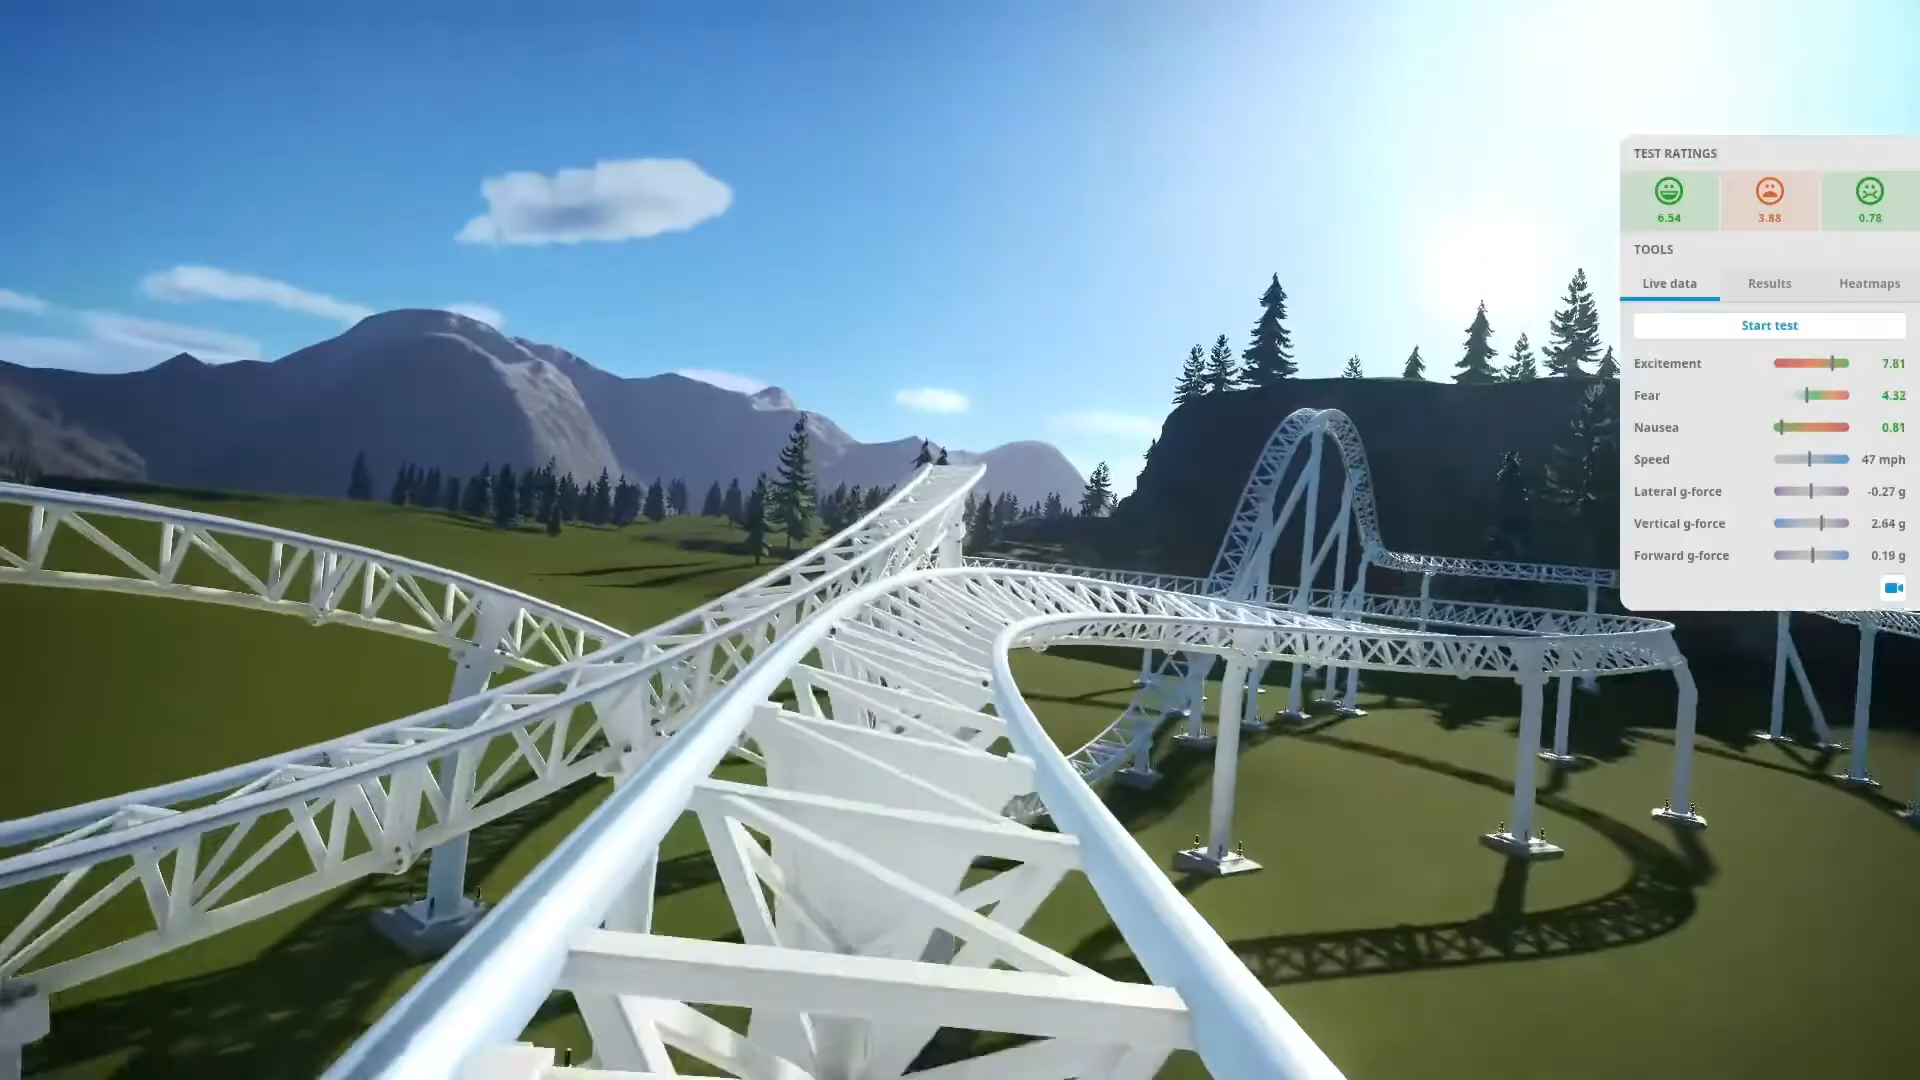 TEST RATINGS
6.54 3.88 0.78
TOOLS
Live data Results Heatmaps
Start test
Excitement 7.81
Fear 4.32
Nausea 0.81
Speed 47 mph
Lateral g-force -0.27 g
Vertical g-force 2.64 g
Forward g-force 0.19 g